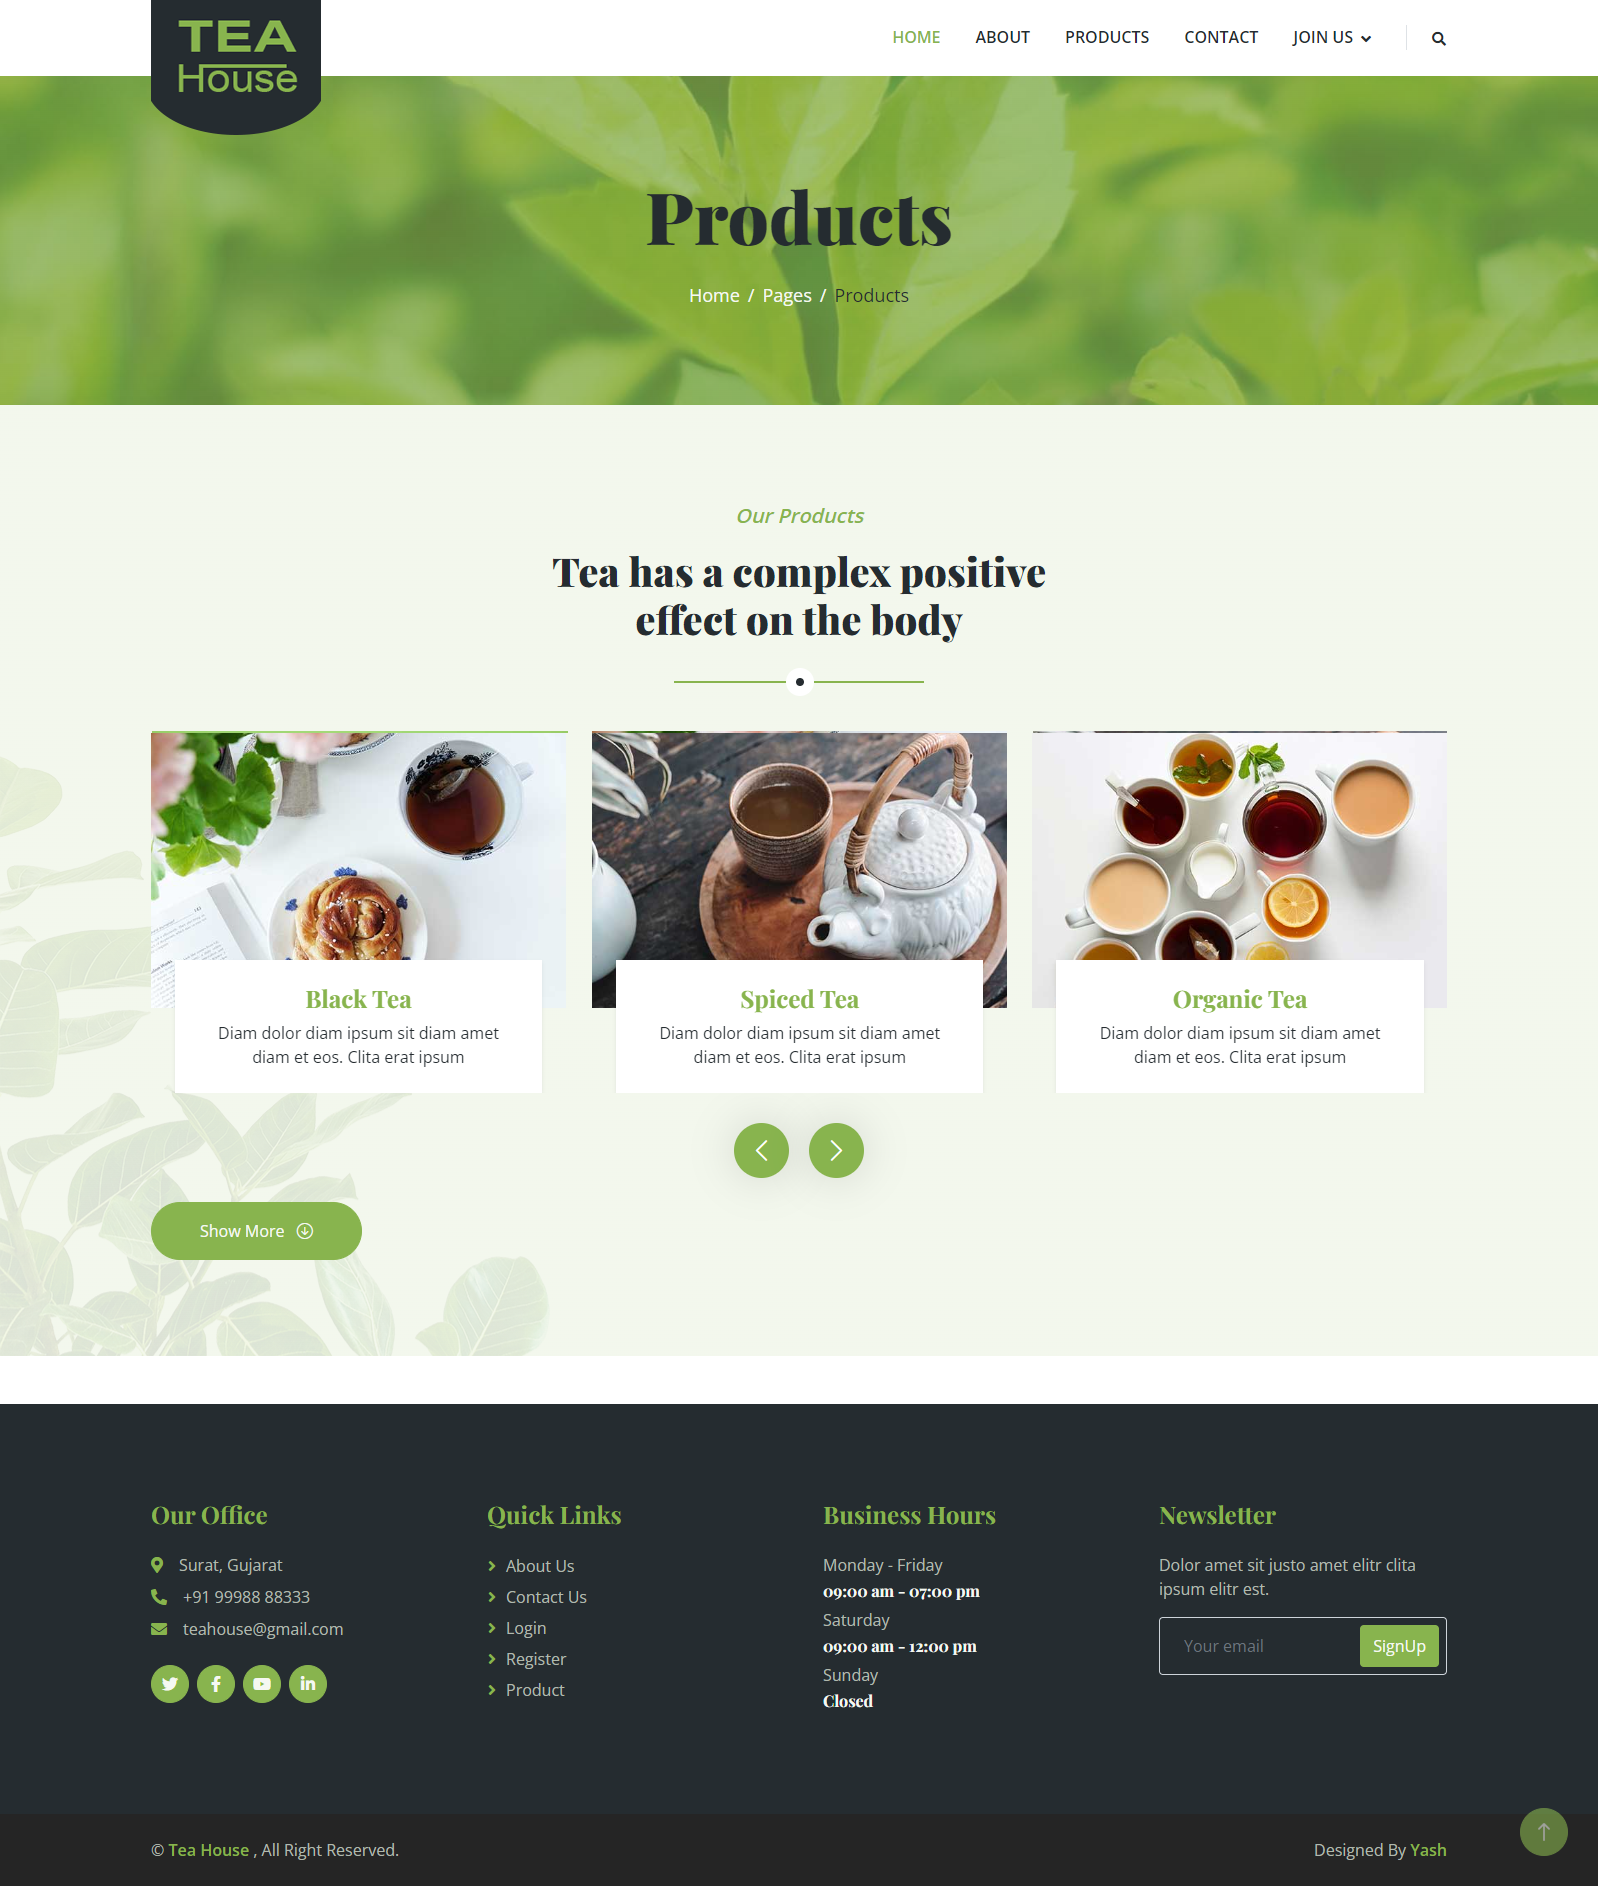 TEA
House
HOME ABOUT PRODUCTS CONTACT JOIN US
Products
Home / Pages / Products
Our Products
Tea has a complex positive
effect on the body
Black Tea
Diam dolor diam ipsum sit diam amet
diam et eos. Clita erat ipsum
Spiced Tea
Diam dolor diam ipsum sit diam amet
diam et eos. Clita erat ipsum
Organic Tea
Diam dolor diam ipsum sit diam amet
diam et eos. Clita erat ipsum
Show More
Our Office
Surat, Gujarat
+91 99988 88333
teahouse@gmail.com
Quick Links
About Us
Contact Us
Login
Register
Product
Business Hours
Monday - Friday
09:00 am - 07:00 pm
Saturday
09:00 am - 12:00 pm
Sunday
Closed
Newsletter
Dolor amet sit justo amet elitr clita
ipsum elitr est.
Your email SignUp
© Tea House , All Right Reserved.
Designed By Yash